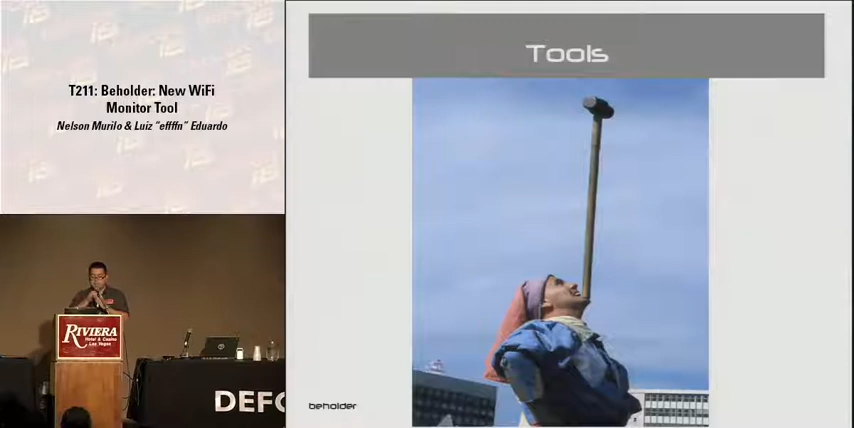 T211: Beholder: New WiFi
Monitor Tool
Nelson Murilo & Luiz "effffn" Eduardo
Tools
RIVIERA
Hotel & Casino
Las Vegas
DEFC
beholder